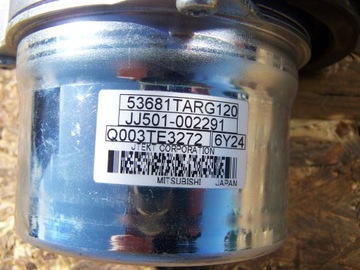 53681TARG120
JJ501-002291
Q003TE3272 6Y24
JTEKT CORPORATION
MITSUBISHI JAPAN